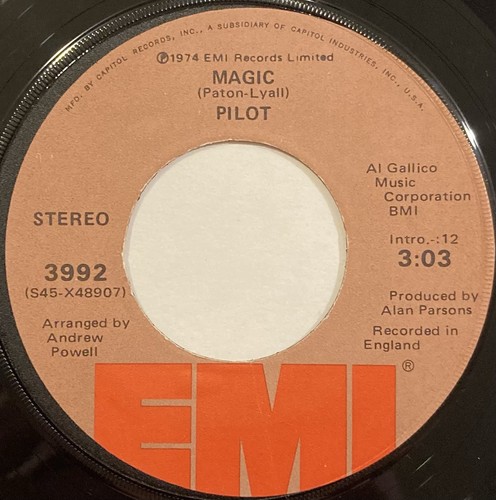 MFD. BY CAPITOL RECORDS, INC., A SUBSIDIARY OF CAPITOL INDUSTRIES, INC., U.S.A.
℗1974 EMI Records Limited
MAGIC
(Paton-Lyall)
PILOT
Al Gallico
Music
Corporation
BMI
STEREO
Intro.-:12
3:03
3992
(S45-X48907)
Produced by
Alan Parsons
Arranged by
Andrew
Powell
Recorded in
England
EMI®